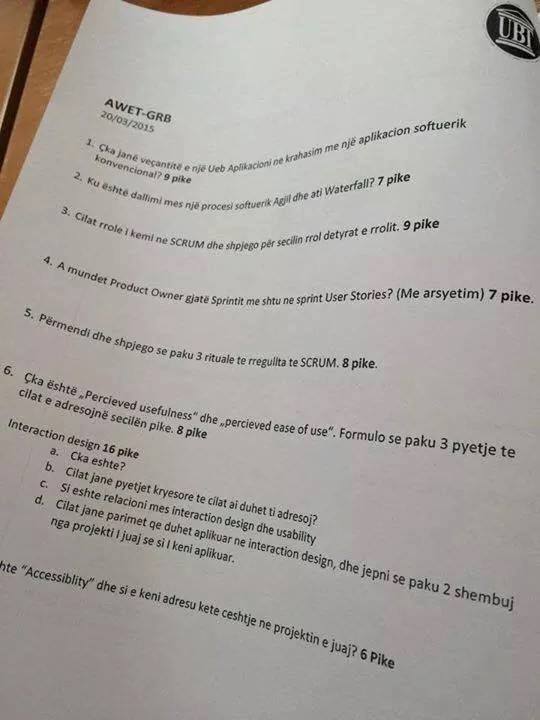 UBT
AWET-GRB
20/03/2015
1. Çka janë veçantitë e një Ueb Aplikacioni ne krahasim me një aplikacion softuerik
konvencional? 9 pike
2. Ku është dallimi mes një procesi softuerik Agjil dhe ati Waterfall? 7 pike
3. Cilat rrole i kemi ne SCRUM dhe shpjego për secilin rrol detyrat e rrolit. 9 pike
4. A mundet Product Owner gjatë Sprintit me shtu ne sprint User Stories? (Me arsyetim) 7 pike.
5. Përmendi dhe shpjego se paku 3 rituale te rregullta te SCRUM. 8 pike.
6. Çka është „Percieved usefulness“ dhe „percieved ease of use“. Formulo se paku 3 pyetje te
cilat e adresojnë secilën pike. 8 pike
Interaction design 16 pike
a. Cka eshte?
b. Cilat jane pyetjet kryesore te cilat ai duhet ti adresoj?
c. Si eshte relacioni mes interaction design dhe usability
d. Cilat jane parimet qe duhet aplikuar ne interaction design, dhe jepni se paku 2 shembuj
nga projekti I juaj se si I keni aplikuar.
hte "Accessiblity" dhe si e keni adresu kete ceshtje ne projektin e juaj? 6 Pike